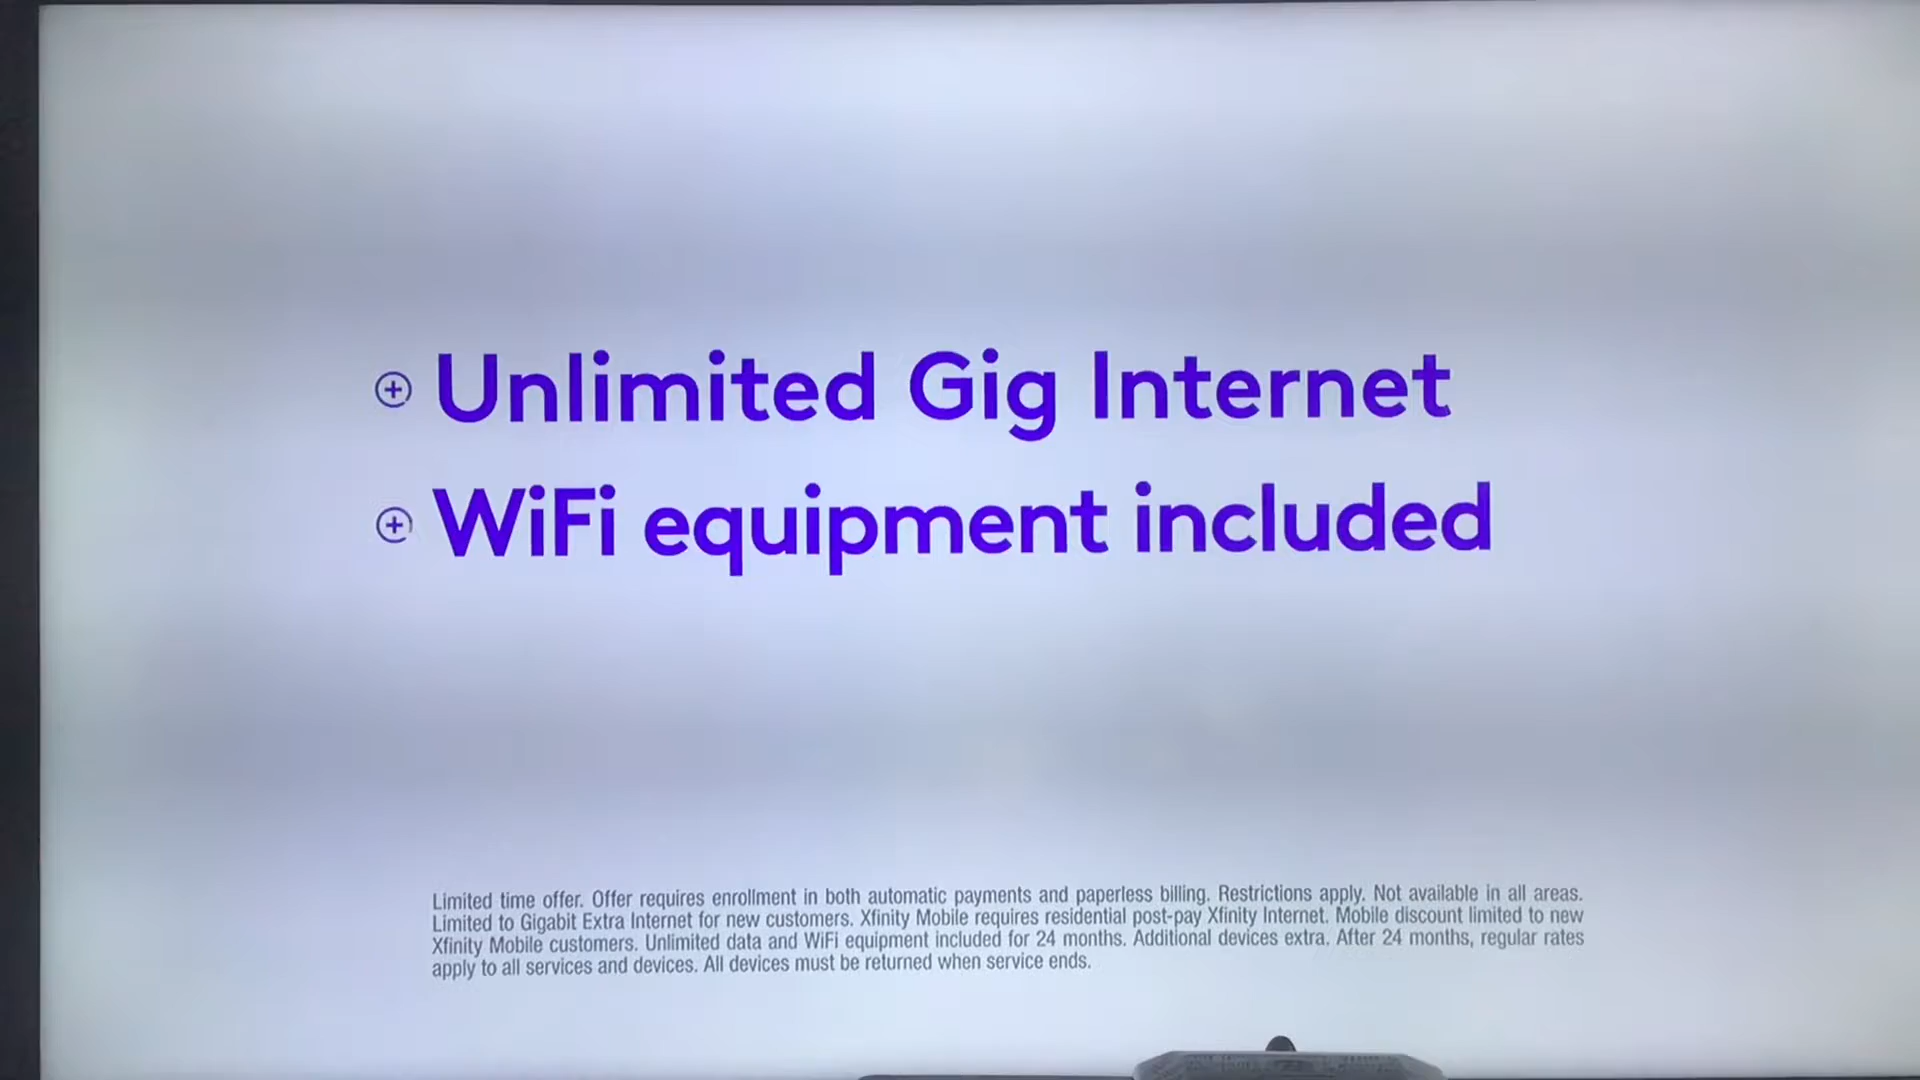 Unlimited Gig Internet
WiFi equipment included
Limited time offer. Offer requires enrollment in both automatic payments and paperless billing. Restrictions apply. Not available in all areas.
Limited to Gigabit Extra Internet for new customers. Xfinity Mobile requires residential post-pay Xfinity Internet. Mobile discount limited to new
Xfinity Mobile customers. Unlimited data and WiFi equipment included for 24 months. Additional devices extra. After 24 months, regular rates
apply to all services and devices. All devices must be returned when service ends.